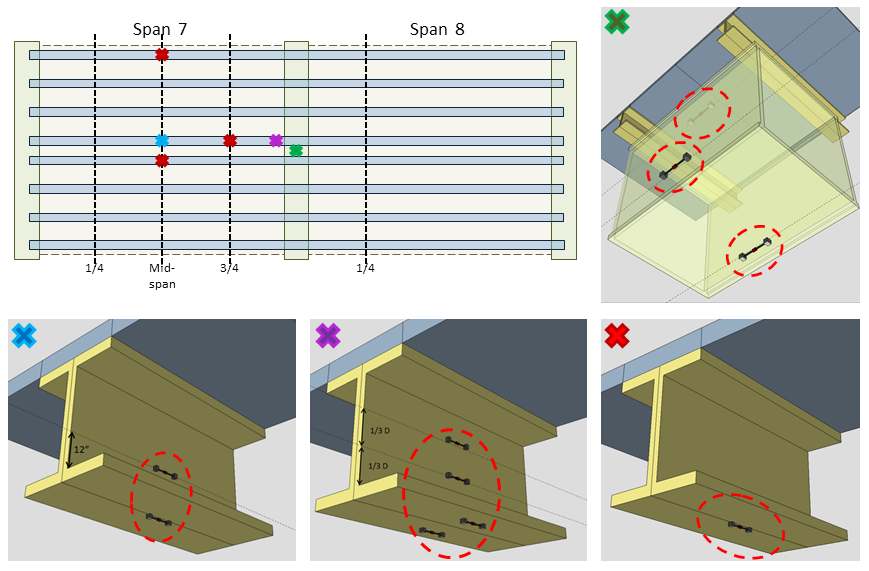 Span 7
Span 8
1/4
Mid-
span
3/4
1/4
12"
1/3 D
1/3 D